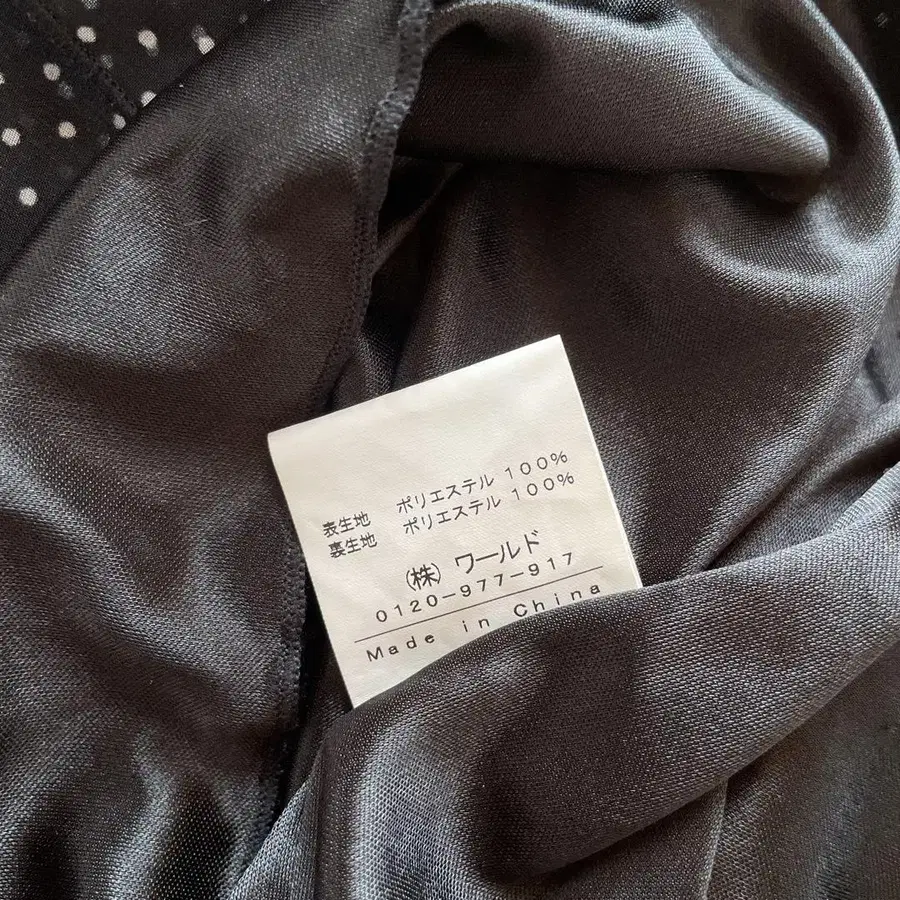 表生地 ポリエステル 100%
裏生地 ポリエステル 100%
(株) ワールド
0120-977-917
Made in China